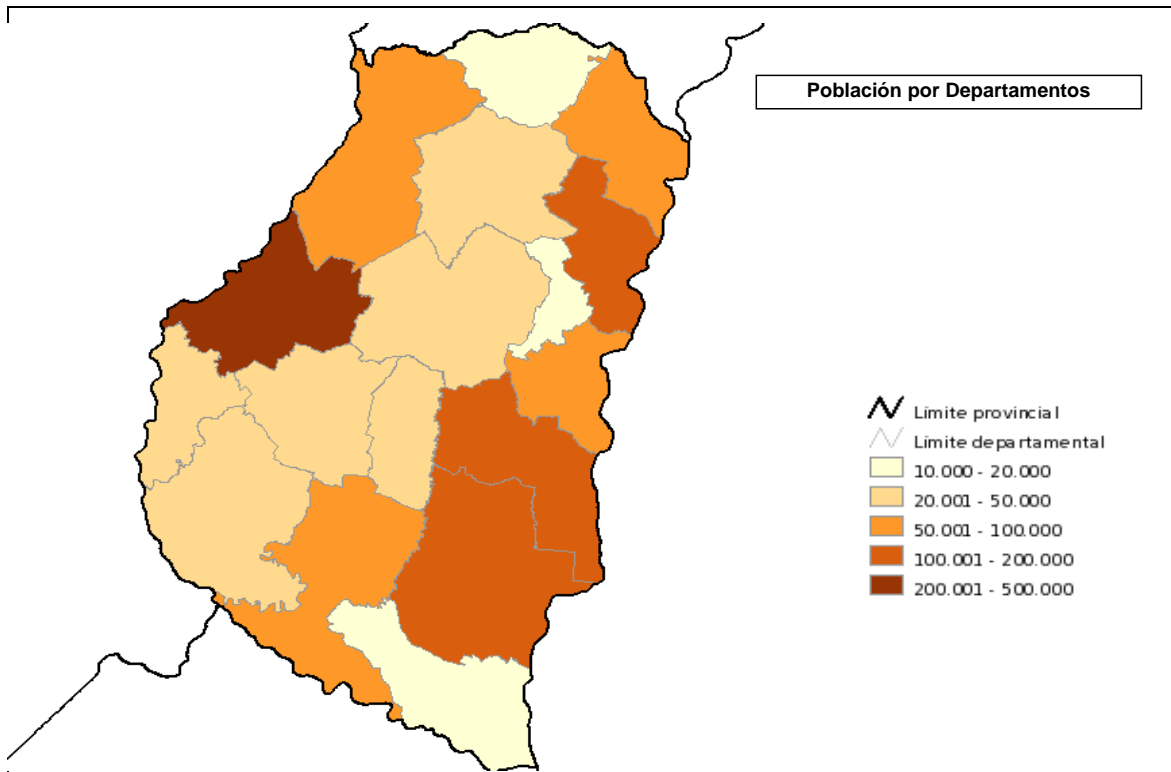 Población por Departamentos
Límite provincial
Límite departamental
10.000 - 20.000
20.001 - 50.000
50.001 - 100.000
100.001 - 200.000
200.001 - 500.000